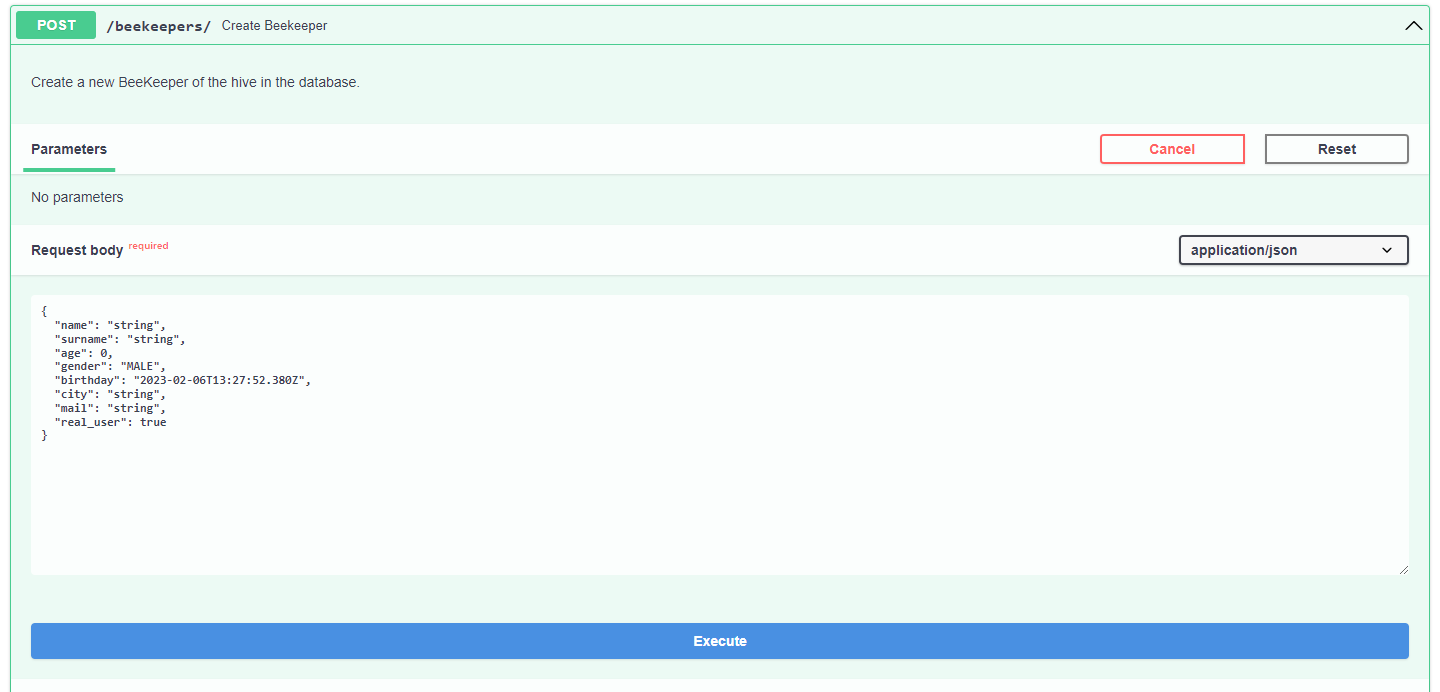 POST /beekeepers/ Create Beekeeper
Create a new BeeKeeper of the hive in the database.
Parameters Cancel Reset
No parameters
Request body required application/json
{
  "name": "string",
  "surname": "string",
  "age": 0,
  "gender": "MALE",
  "birthday": "2023-02-06T13:27:52.380Z",
  "city": "string",
  "mail": "string",
  "real_user": true
}
Execute